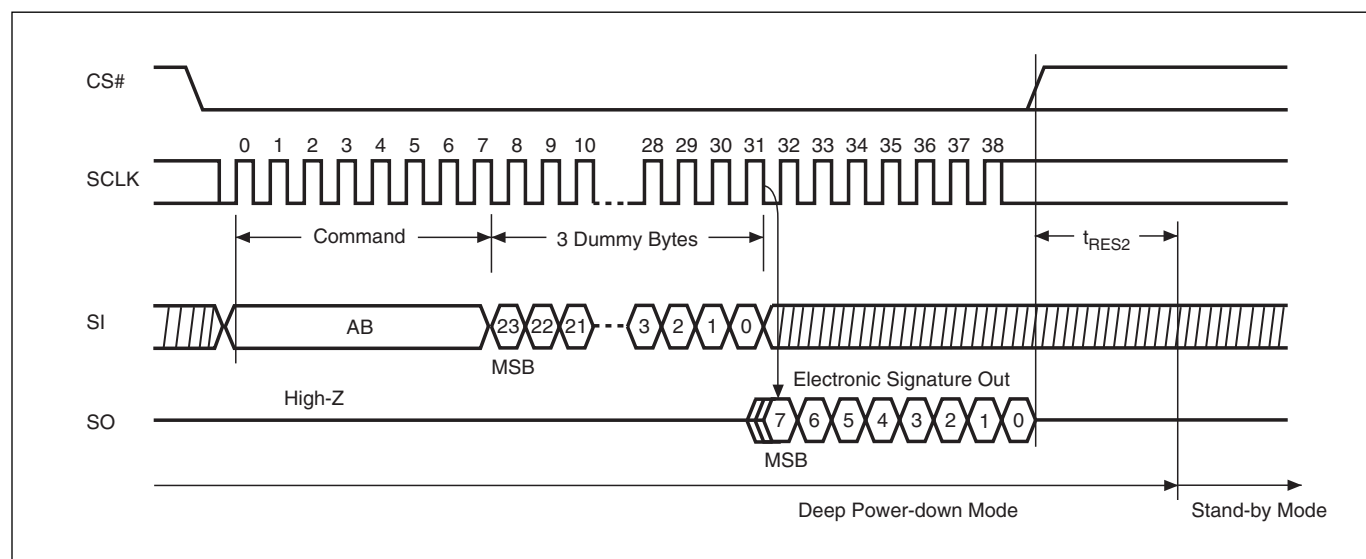 CS#
0 1 2 3 4 5 6 7 8 9 10 28 29 30 31 32 33 34 35 36 37 38
SCLK
Command
3 Dummy Bytes
tRES2
SI
AB
23 22 21 3 2 1 0
MSB
High-Z
Electronic Signature Out
SO
7 6 5 4 3 2 1 0
MSB
Deep Power-down Mode
Stand-by Mode